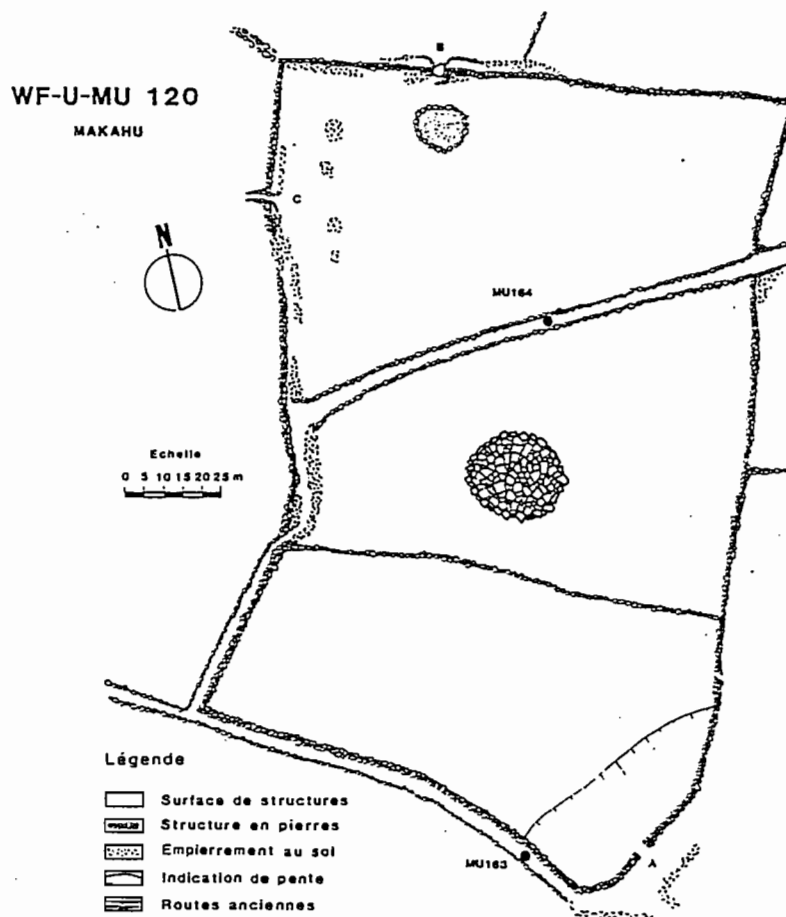 WF-U-MU 120
MAKAHU
B
C
N
MU164
Echelle
0 5 10 15 20 25 m
Légende
Surface de structures
Structure en pierres
Empierrement au sol
Indication de pente
Routes anciennes
MU163
A